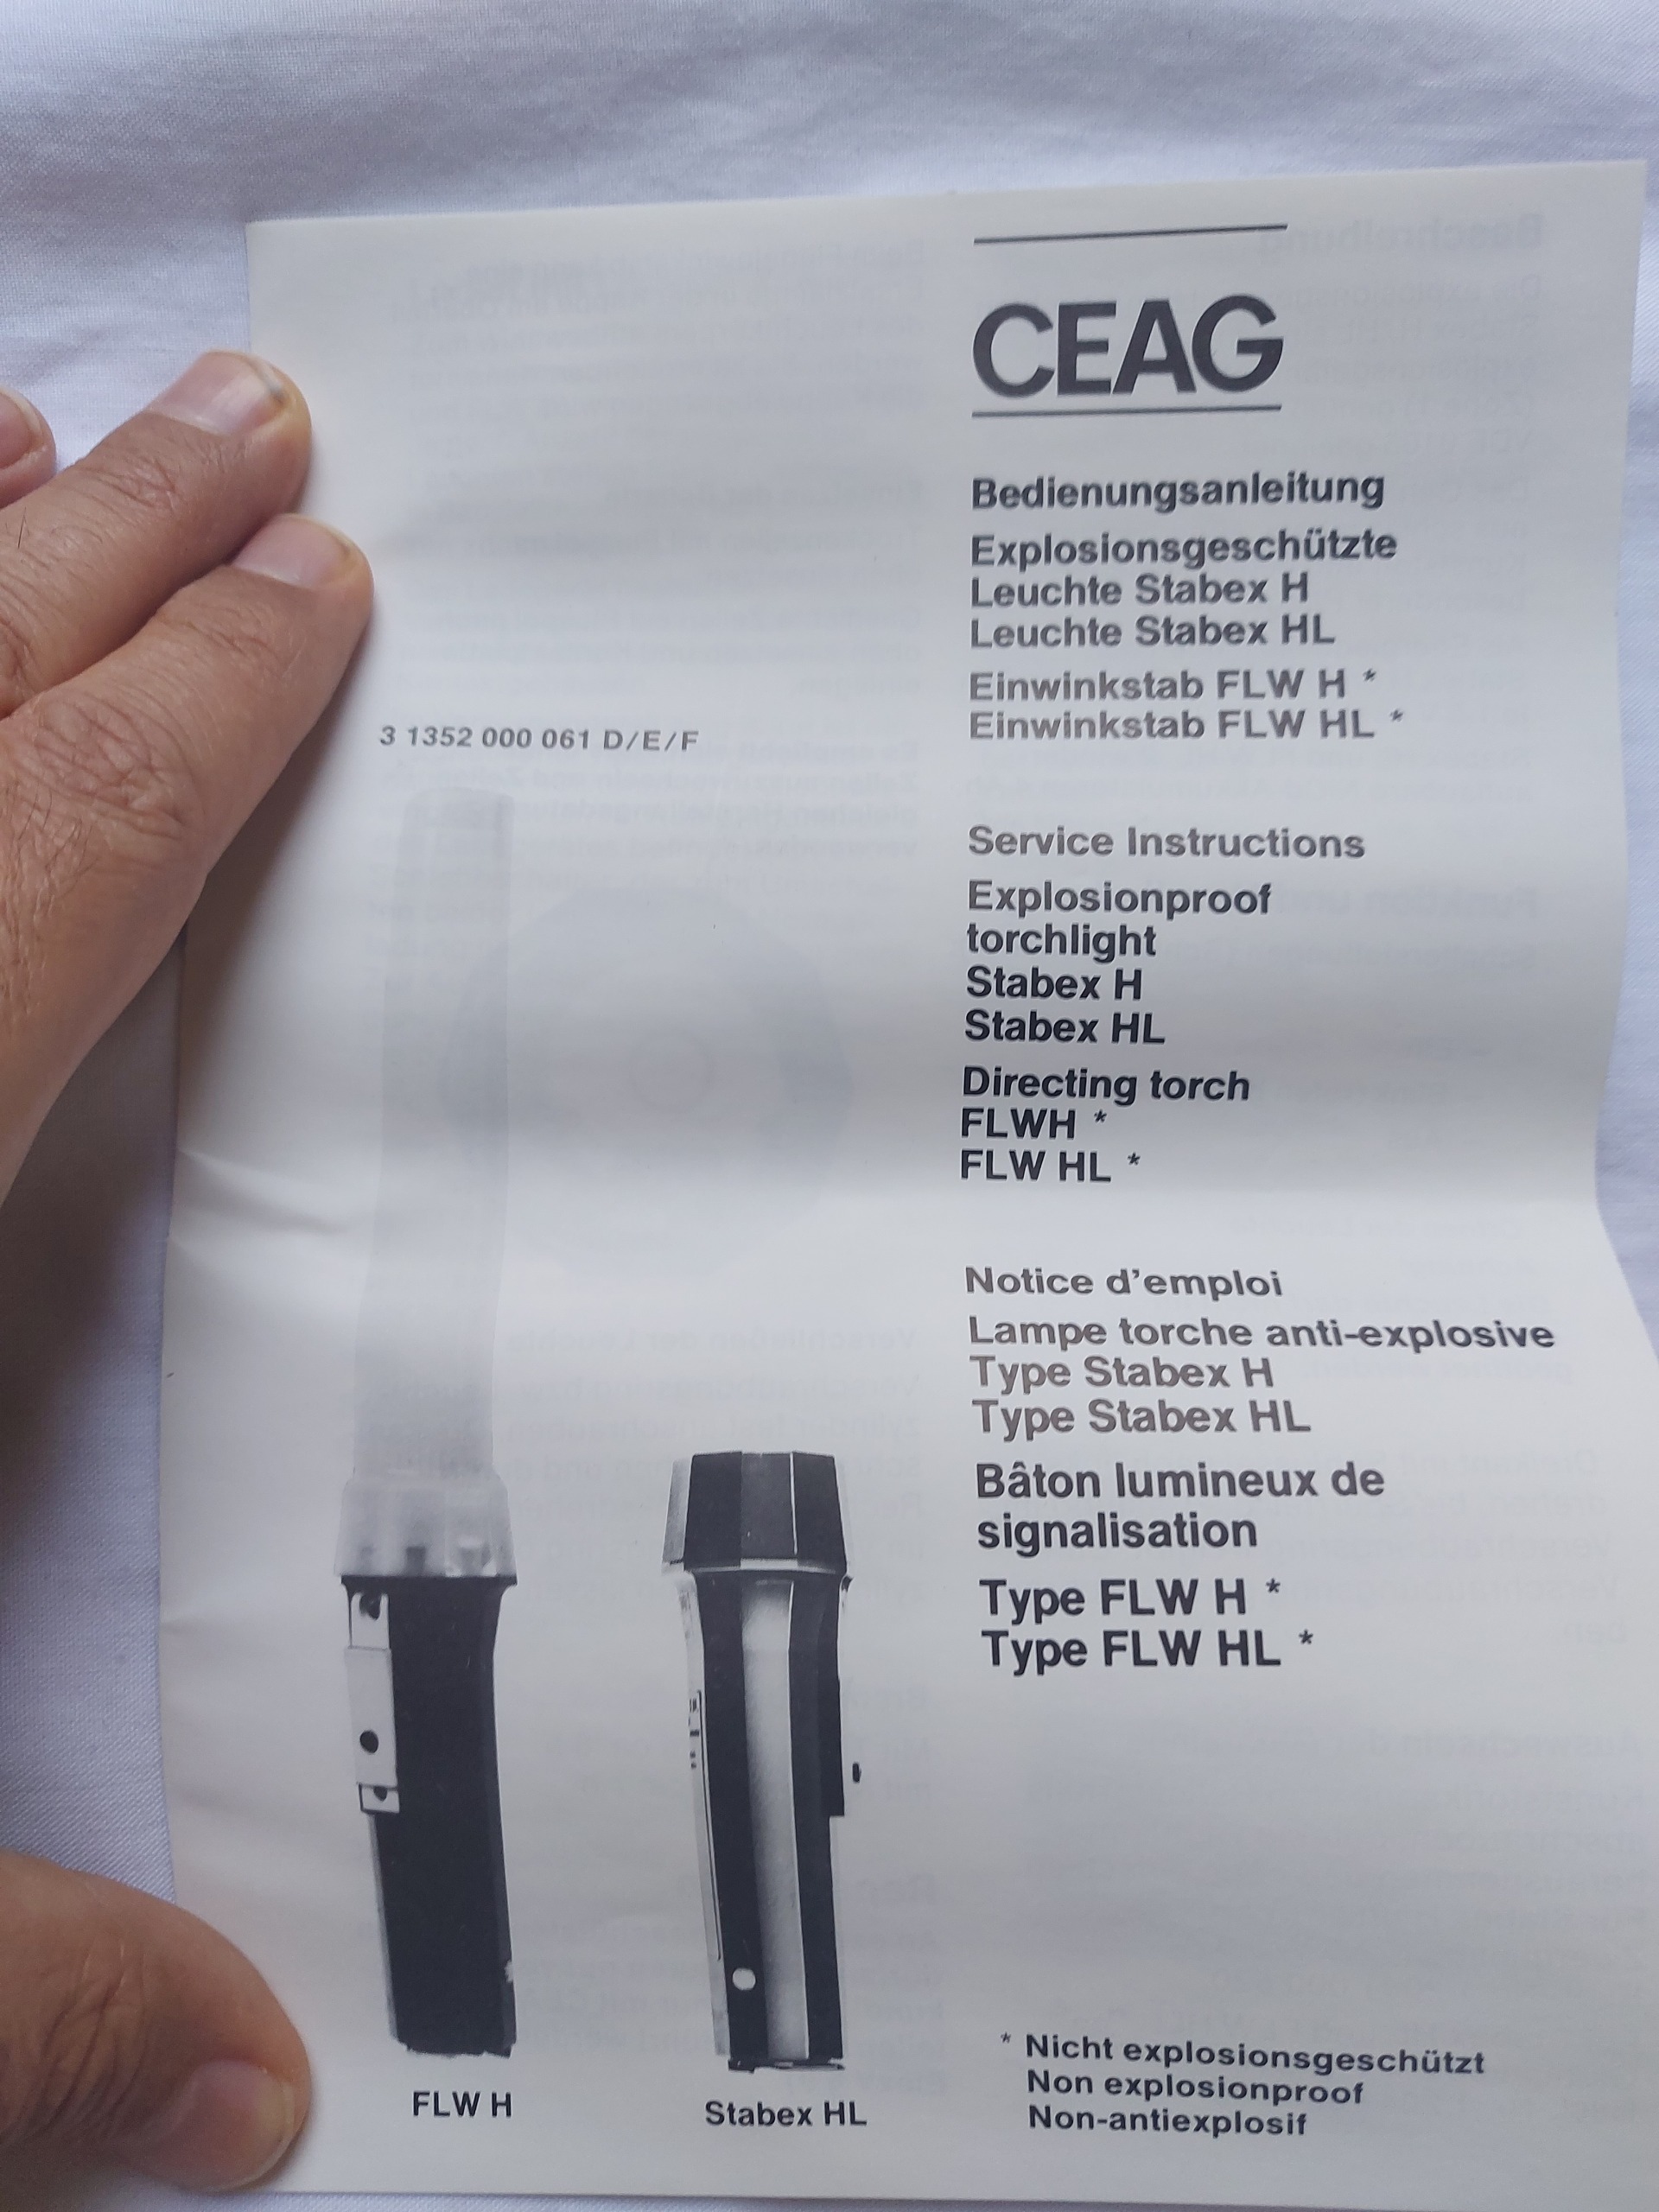 CEAG
Bedienungsanleitung
Explosionsgeschützte
Leuchte Stabex H
Leuchte Stabex HL
Einwinkstab FLW H *
Einwinkstab FLW HL *
3 1352 000 061 D/E/F
Service Instructions
Explosionproof
torchlight
Stabex H
Stabex HL
Directing torch
FLWH *
FLW HL *
Notice d'emploi
Lampe torche anti-explosive
Type Stabex H
Type Stabex HL
Bâton lumineux de
signalisation
Type FLW H *
Type FLW HL *
FLW H
Stabex HL
* Nicht explosionsgeschützt
Non explosionproof
Non-antiexplosif